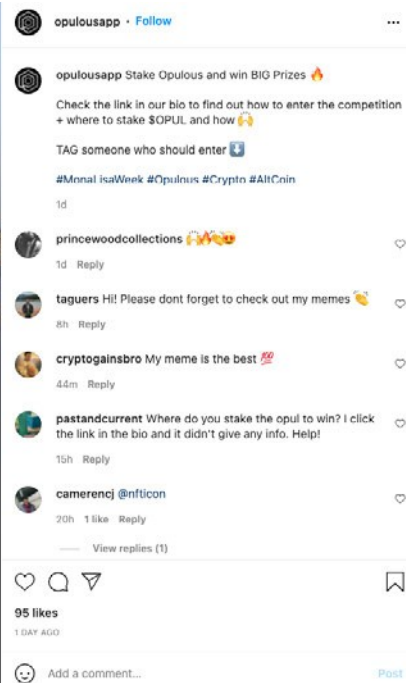 opulousapp • Follow
opulousapp Stake Opulous and win BIG Prizes 🔥
Check the link in our bio to find out how to enter the competition
+ where to stake $OPUL and how 🙌
TAG someone who should enter ⬇️
#MonaLisaWeek #Opulous #Crypto #AltCoin
1d
princewoodcollections 🙌🔥👏😍
1d Reply
taguers Hi! Please dont forget to check out my memes 👏
8h Reply
cryptogainsbro My meme is the best 💯
44m Reply
pastandcurrent Where do you stake the opul to win? I click
the link in the bio and it didn't give any info. Help!
15h Reply
camerencj @nfticon
20h 1 like Reply
View replies (1)
95 likes
1 DAY AGO
Add a comment... Post